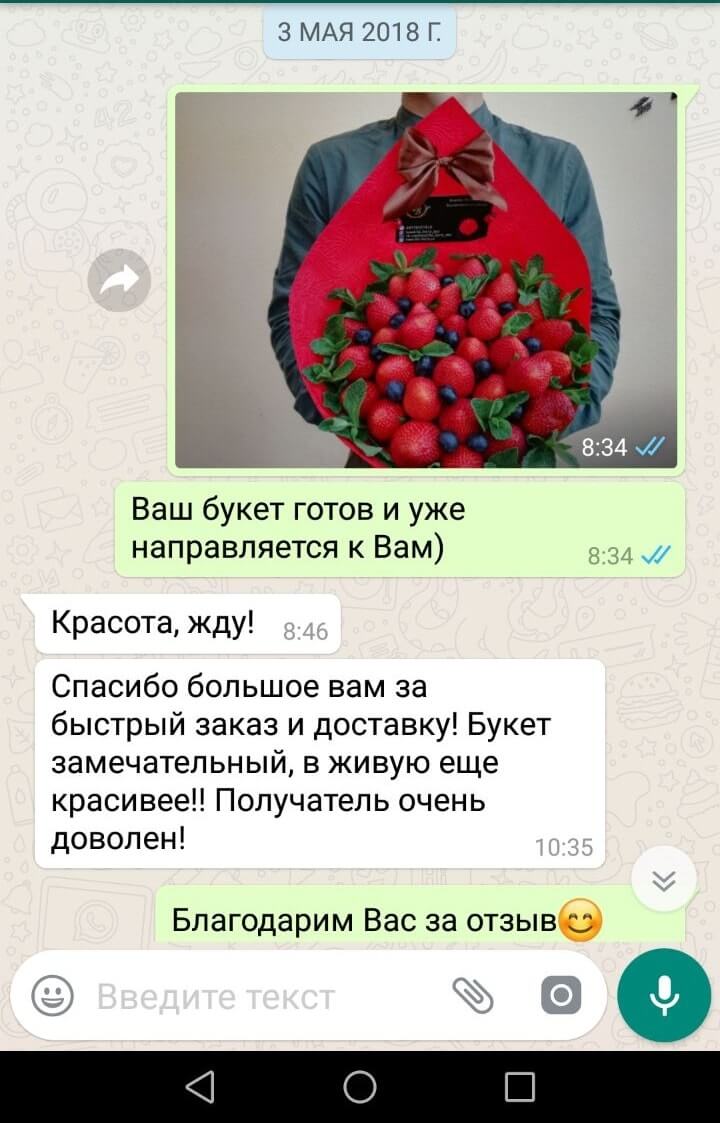 3 МАЯ 2018 Г.
8:34
Ваш букет готов и уже
направляется к Вам)
8:34
Красота, жду!
8:46
Спасибо большое вам за
быстрый заказ и доставку! Букет
замечательный, в живую еще
красивее!! Получатель очень
доволен!
10:35
Благодарим Вас за отзыв😊
Введите текст